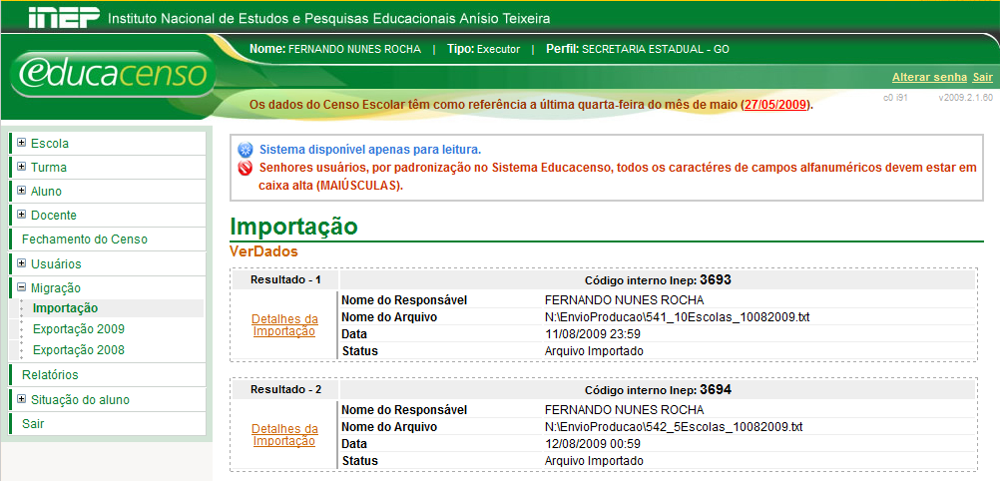 INEP Instituto Nacional de Estudos e Pesquisas Educacionais Anísio Teixeira
Nome: FERNANDO NUNES ROCHA | Tipo: Executor | Perfil: SECRETARIA ESTADUAL - GO
educacenso
Alterar senha Sair
Os dados do Censo Escolar têm como referência a última quarta-feira do mês de maio (27/05/2009).
c0 i91 v2009.2.1.60
Escola
Turma
Aluno
Docente
Fechamento do Censo
Usuários
Migração
Importação
Exportação 2009
Exportação 2008
Relatórios
Situação do aluno
Sair
Sistema disponível apenas para leitura.
Senhores usuários, por padronização no Sistema Educacenso, todos os caractéres de campos alfanuméricos devem estar em
caixa alta (MAIÚSCULAS).
Importação
VerDados
Resultado - 1 Código interno Inep: 3693
Detalhes da
Importação
Nome do Responsável FERNANDO NUNES ROCHA
Nome do Arquivo N:\EnvioProducao\541_10Escolas_10082009.txt
Data 11/08/2009 23:59
Status Arquivo Importado
Resultado - 2 Código interno Inep: 3694
Detalhes da
Importação
Nome do Responsável FERNANDO NUNES ROCHA
Nome do Arquivo N:\EnvioProducao\542_5Escolas_10082009.txt
Data 12/08/2009 00:59
Status Arquivo Importado